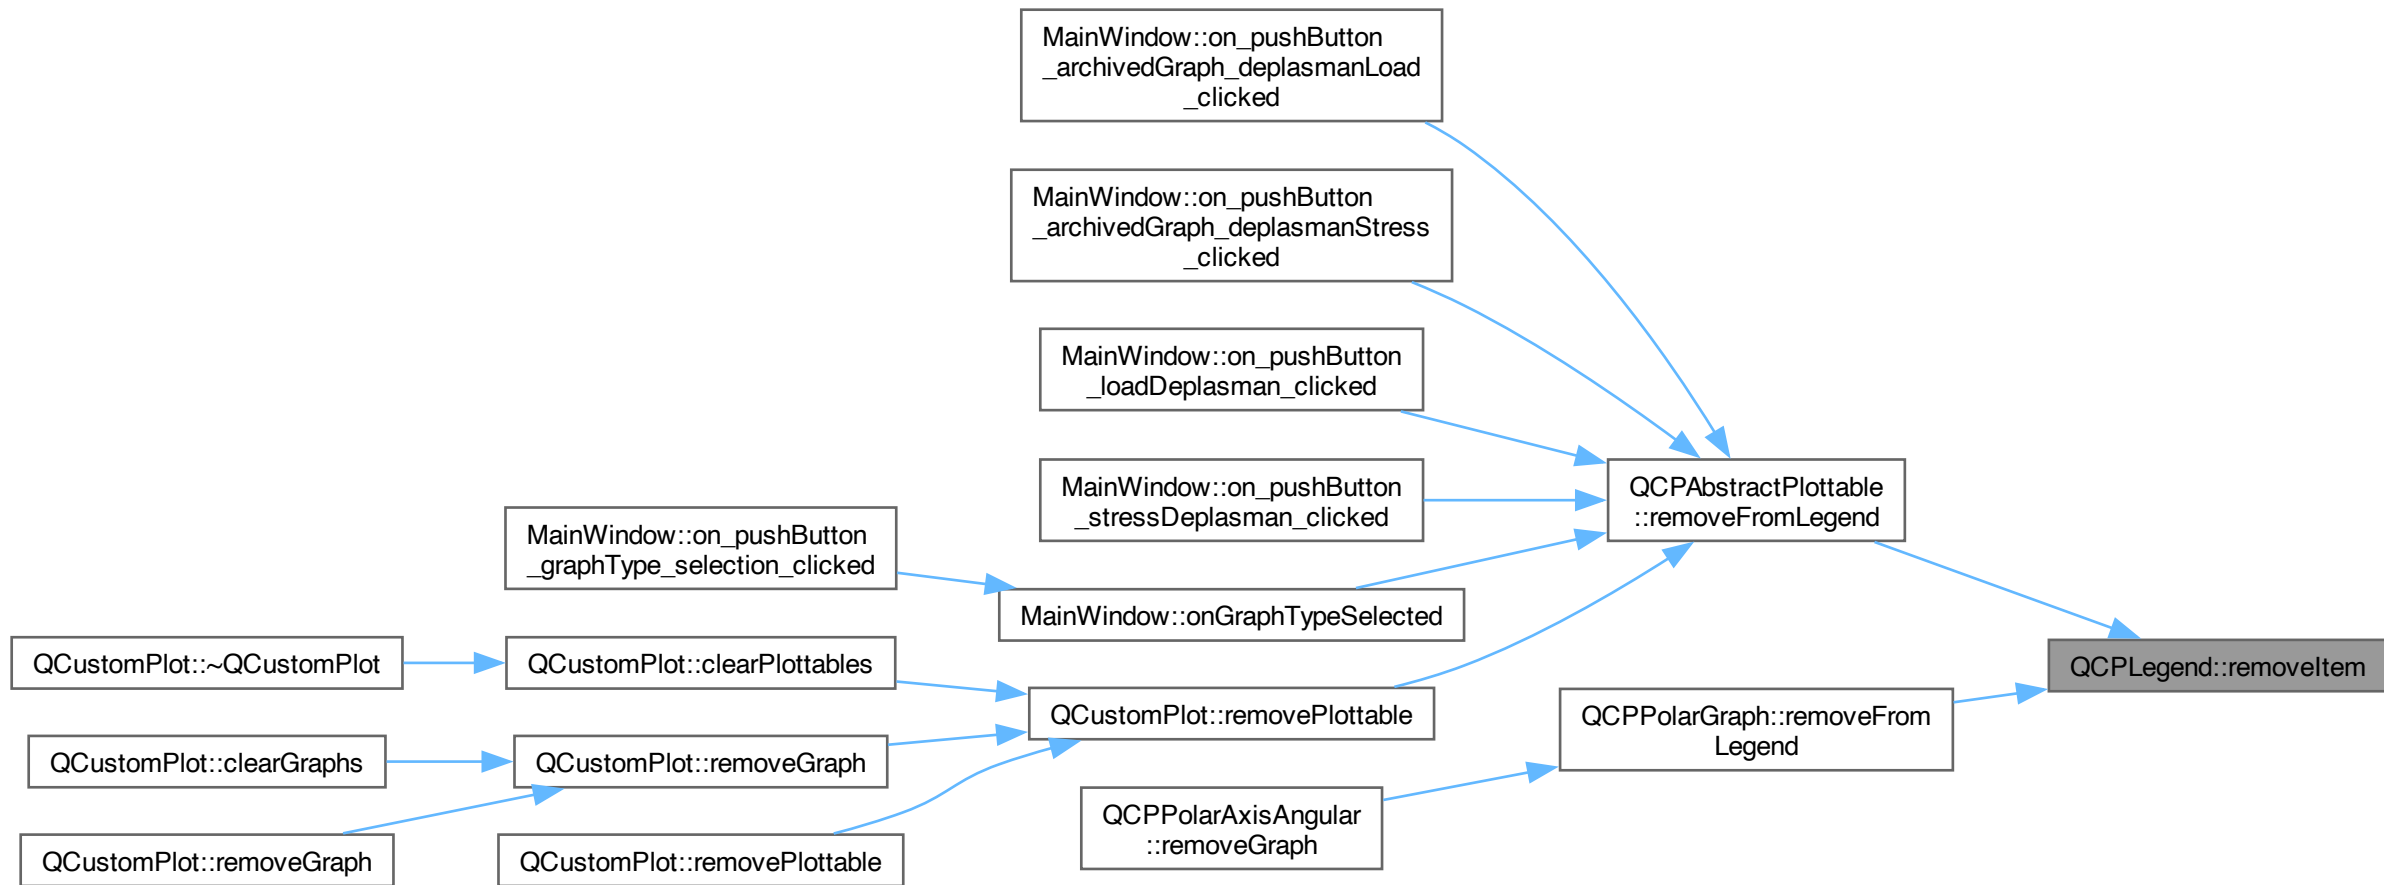 MainWindow::on_pushButton
_archivedGraph_deplasmanLoad
_clicked
MainWindow::on_pushButton
_archivedGraph_deplasmanStress
_clicked
MainWindow::on_pushButton
_loadDeplasman_clicked
MainWindow::on_pushButton
_stressDeplasman_clicked
QCPAbstractPlottable
::removeFromLegend
MainWindow::on_pushButton
_graphType_selection_clicked
MainWindow::onGraphTypeSelected
QCustomPlot::~QCustomPlot
QCustomPlot::clearPlottables
QCPLegend::removeItem
QCustomPlot::removePlottable
QCPPolarGraph::removeFrom
Legend
QCustomPlot::clearGraphs
QCustomPlot::removeGraph
QCPPolarAxisAngular
::removeGraph
QCustomPlot::removeGraph
QCustomPlot::removePlottable